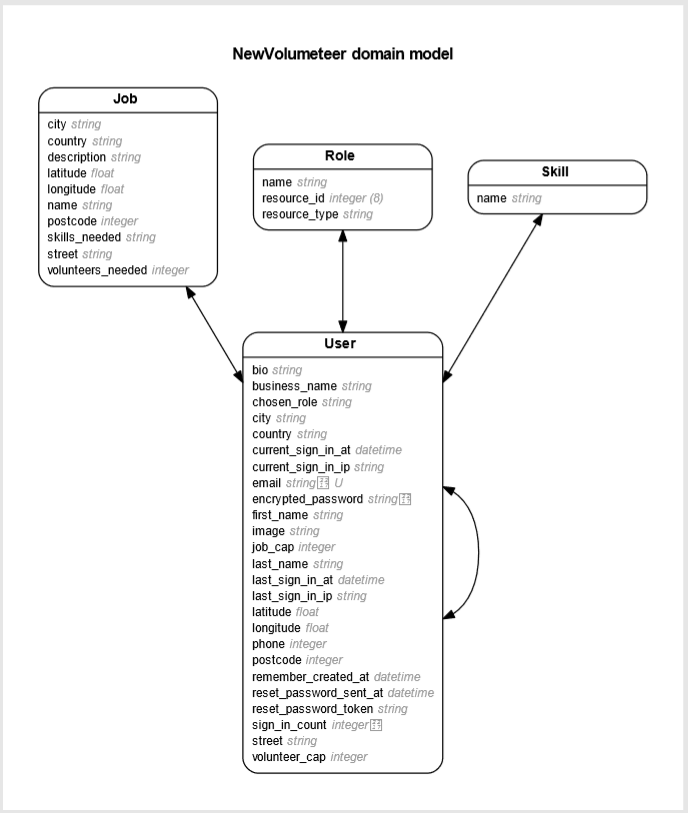 NewVolumeteer domain model
Job
city string
country string
description string
latitude float
longitude float
name string
postcode integer
skills_needed string
street string
volunteers_needed integer
Role
name string
resource_id integer (8)
resource_type string
Skill
name string
User
bio string
business_name string
chosen_role string
city string
country string
current_sign_in_at datetime
current_sign_in_ip string
email string U
encrypted_password string
first_name string
image string
job_cap integer
last_name string
last_sign_in_at datetime
last_sign_in_ip string
latitude float
longitude float
phone integer
postcode integer
remember_created_at datetime
reset_password_sent_at datetime
reset_password_token string
sign_in_count integer
street string
volunteer_cap integer